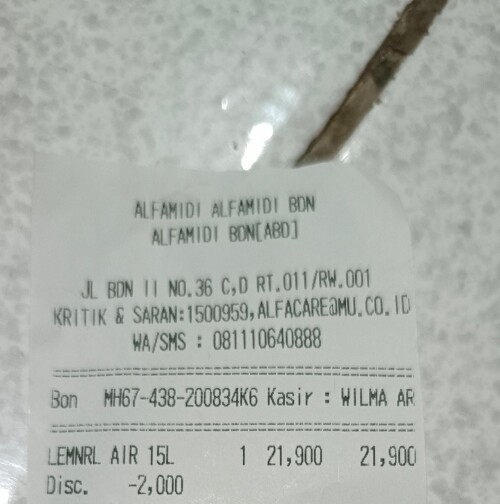 ALFAMIDI ALFAMIDI BDN
ALFAMIDI BDN[ABD]
JL BDN II NO.36 C,D RT.011/RW.001
KRITIK & SARAN:1500959,ALFACARE@MU.CO.ID
WA/SMS : 081110640888
Bon MH67-438-200834K6 Kasir : WILMA AR
LEMNRL AIR 15L 1 21,900 21,900
Disc. -2,000